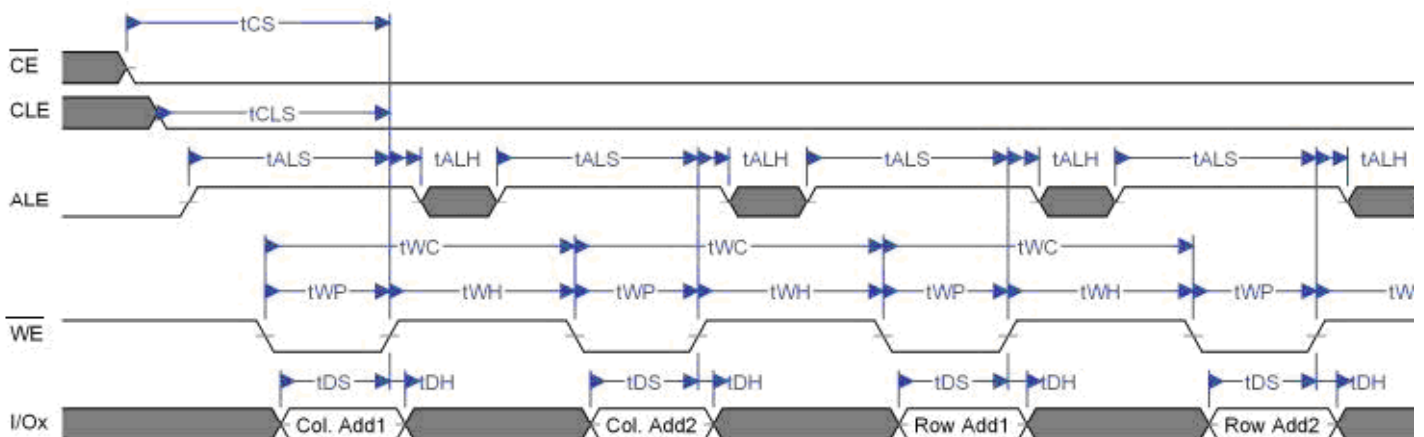 tCS
CE
CLE
tCLS
tALS tALH tALS tALH tALS tALH tALS tALH
ALE
tWC tWC tWC
tWP tWH tWP tWH tWP tWH tWP tW
WE
tDS tDH tDS tDH tDS tDH tDS tDH
I/Ox Col. Add1 Col. Add2 Row Add1 Row Add2